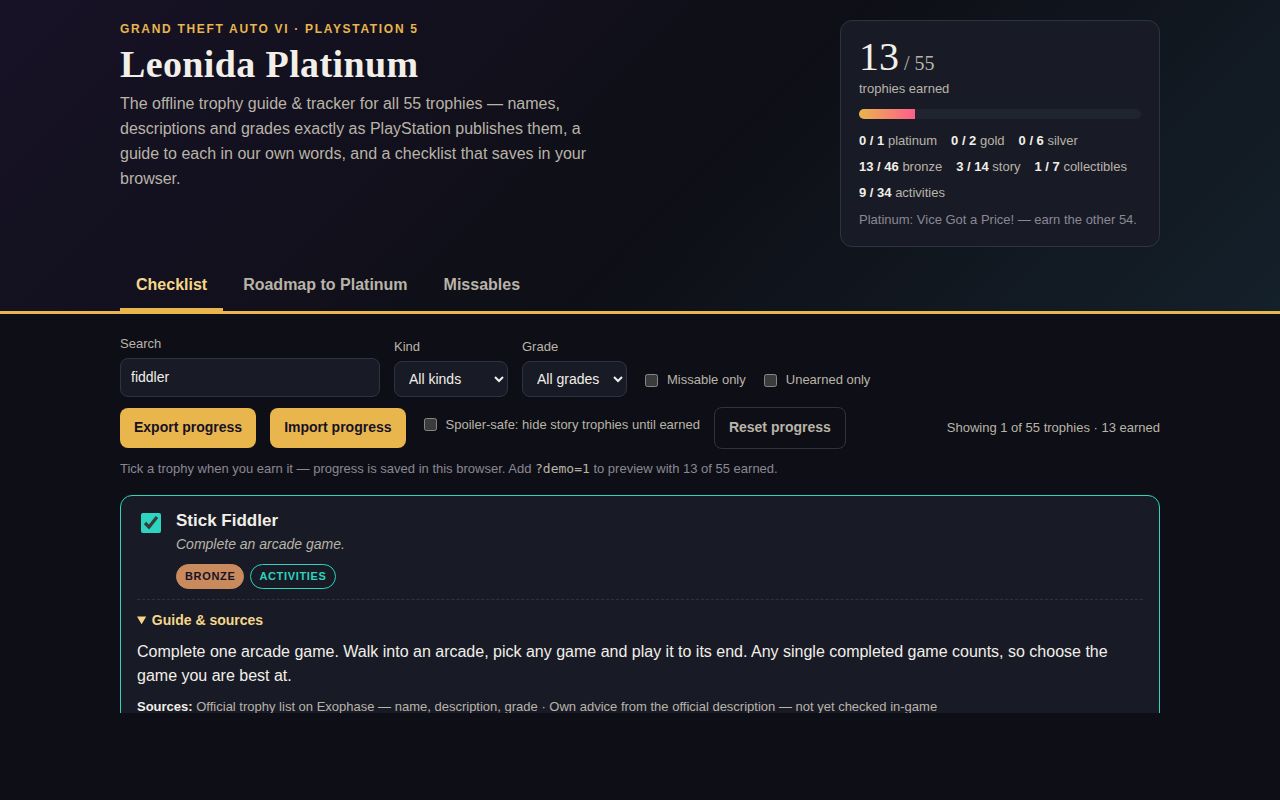 GRAND THEFT AUTO VI · PLAYSTATION 5
Leonida Platinum
The offline trophy guide & tracker for all 55 trophies — names,
descriptions and grades exactly as PlayStation publishes them, a
guide to each in our own words, and a checklist that saves in your
browser.
13 / 55
trophies earned
0 / 1 platinum 0 / 2 gold 0 / 6 silver
13 / 46 bronze 3 / 14 story 1 / 7 collectibles
9 / 34 activities
Platinum: Vice Got a Price! — earn the other 54.
Checklist Roadmap to Platinum Missables
Search Kind Grade
fiddler All kinds All grades Missable only Unearned only
Export progress Import progress Spoiler-safe: hide story trophies until earned Reset progress Showing 1 of 55 trophies · 13 earned
Tick a trophy when you earn it — progress is saved in this browser. Add ?demo=1 to preview with 13 of 55 earned.
Stick Fiddler
Complete an arcade game.
BRONZE ACTIVITIES
▼ Guide & sources
Complete one arcade game. Walk into an arcade, pick any game and play it to its end. Any single completed game counts, so choose the
game you are best at.
Sources: Official trophy list on Exophase — name, description, grade · Own advice from the official description — not yet checked in-game